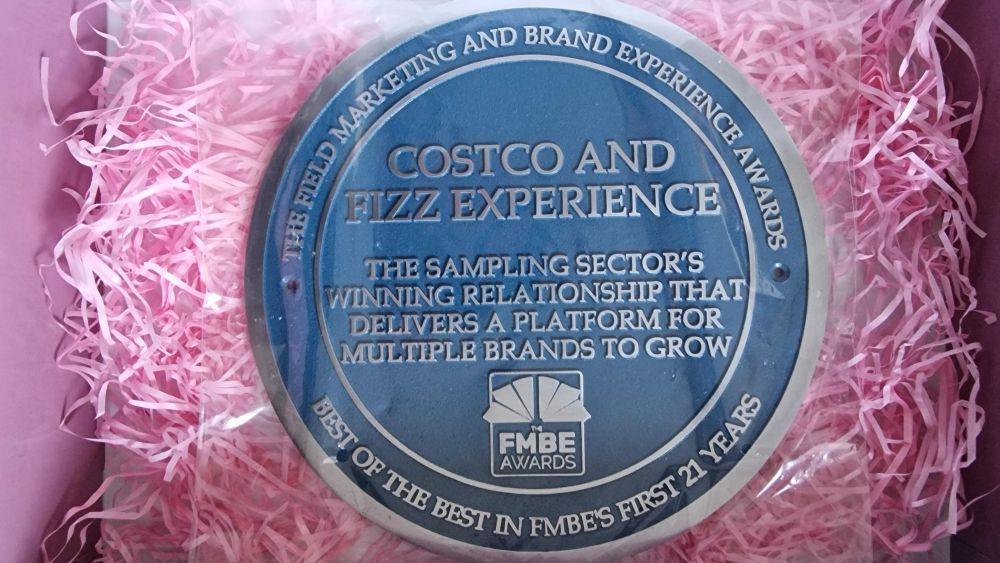 THE FIELD MARKETING AND BRAND EXPERIENCE AWARDS
COSTCO AND
FIZZ EXPERIENCE
THE SAMPLING SECTOR'S
WINNING RELATIONSHIP THAT
DELIVERS A PLATFORM FOR
MULTIPLE BRANDS TO GROW
THE
FMBE
AWARDS
BEST OF THE BEST IN FMBE'S FIRST 21 YEARS